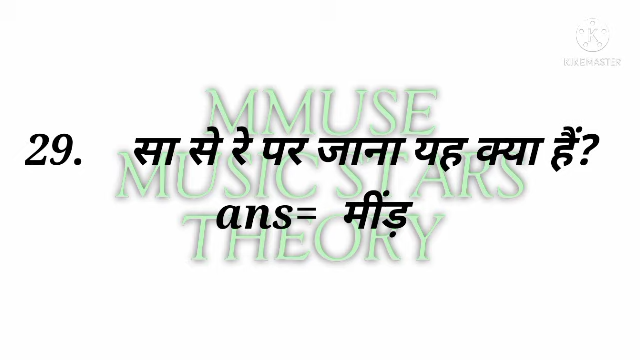 KINEMASTER
MMUSE
29. सा से रे पर जाना यह क्या हैं?
MUSIC STARS
ans= मींड़
THEORY